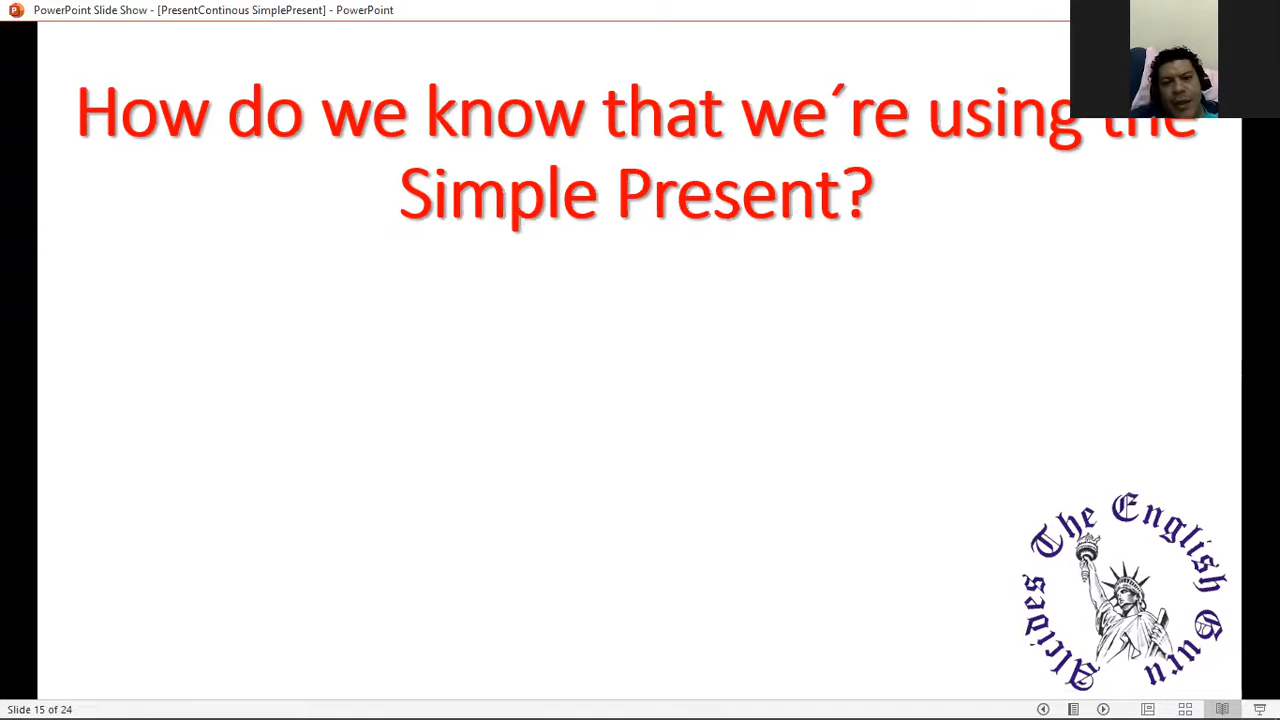 PowerPoint Slide Show - [PresentContinous SimplePresent] - PowerPoint
How do we know that we´re using the
Simple Present?
Alcides The English Guru
Slide 15 of 24